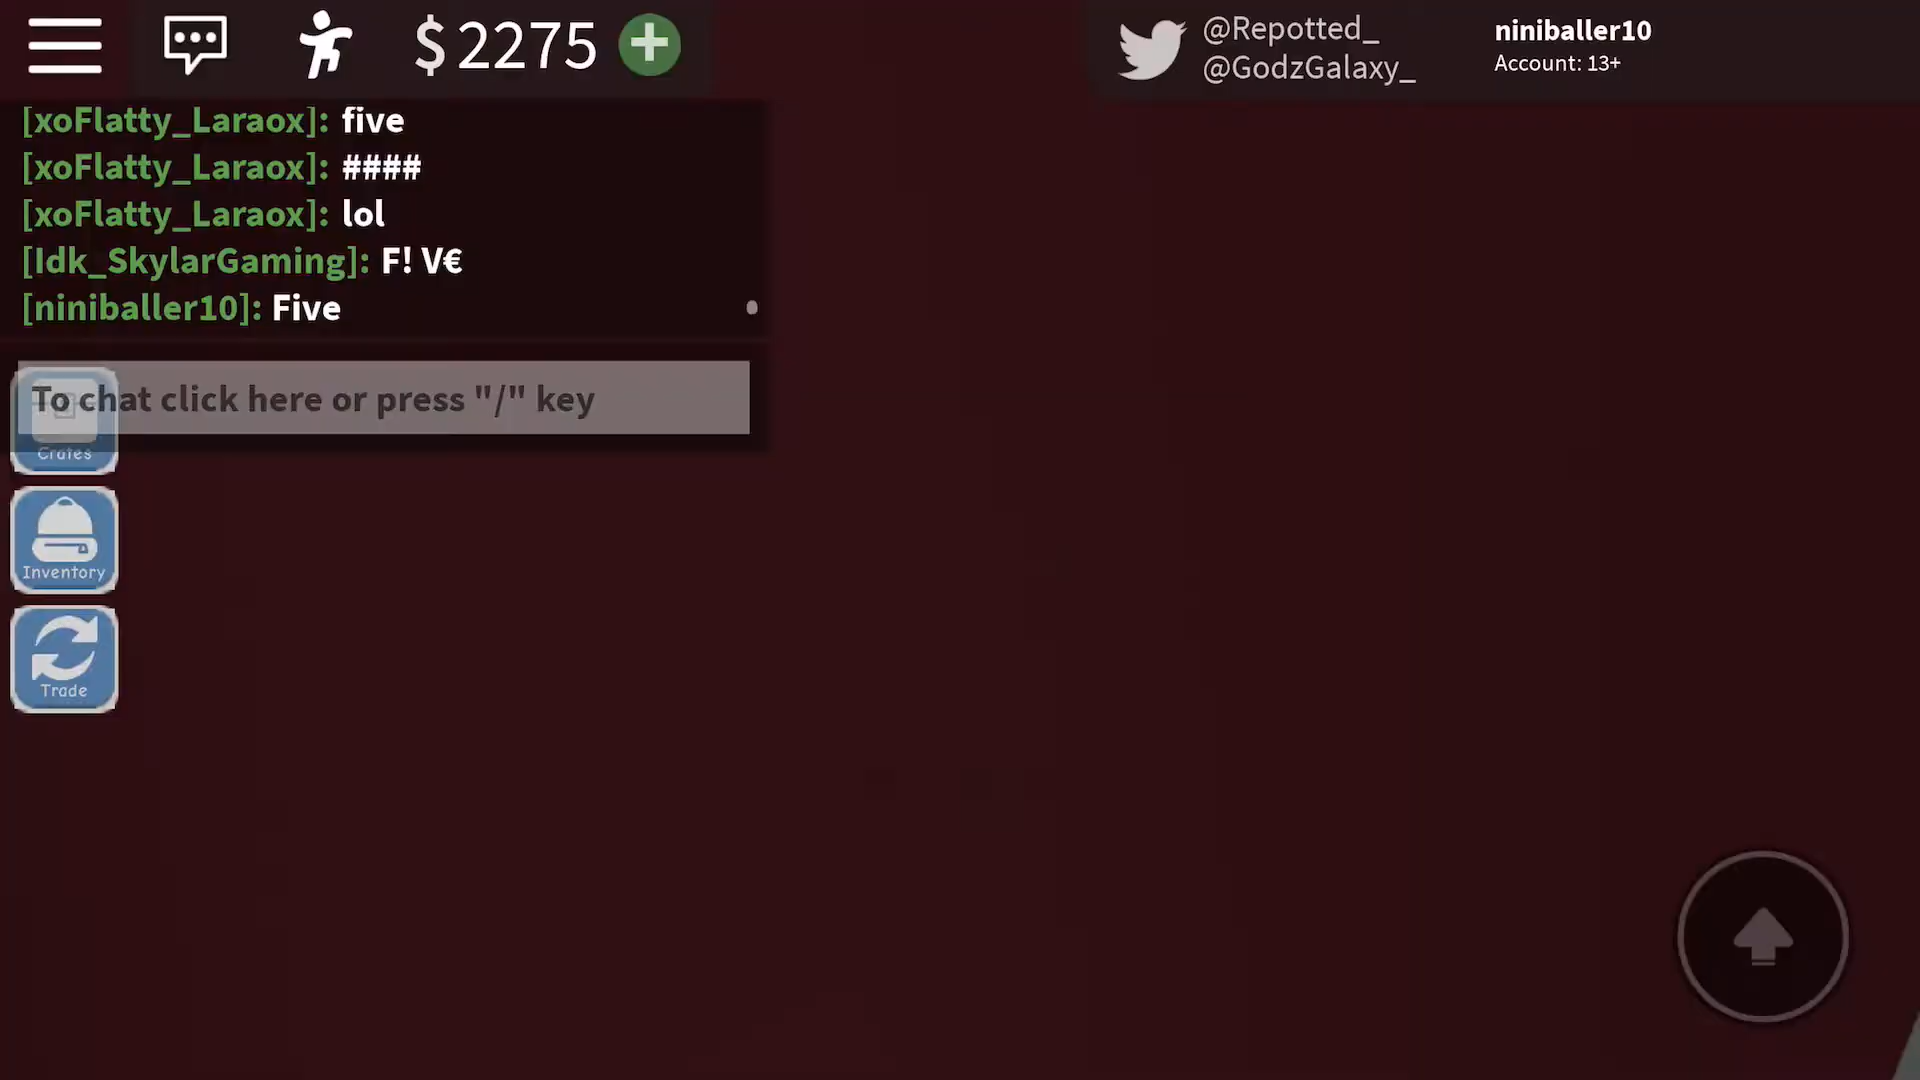 $ 2275
@Repotted_
@GodzGalaxy_
niniballer10
Account: 13+
[xoFlatty_Laraox]: five
[xoFlatty_Laraox]: ####
[xoFlatty_Laraox]: lol
[Idk_SkylarGaming]: F! V€
[niniballer10]: Five
To chat click here or press "/" key
Crates
Inventory
Trade